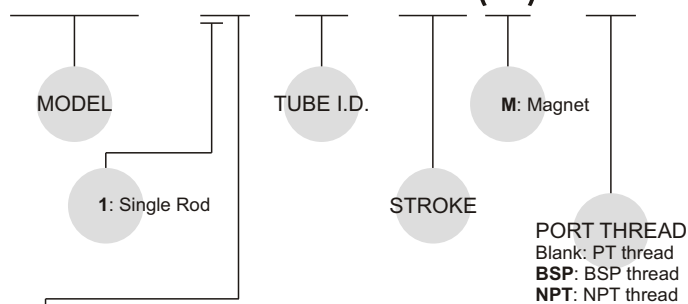 MODEL
TUBE I.D.
M: Magnet
1: Single Rod
STROKE
PORT THREAD
Blank: PT thread
BSP: BSP thread
NPT: NPT thread